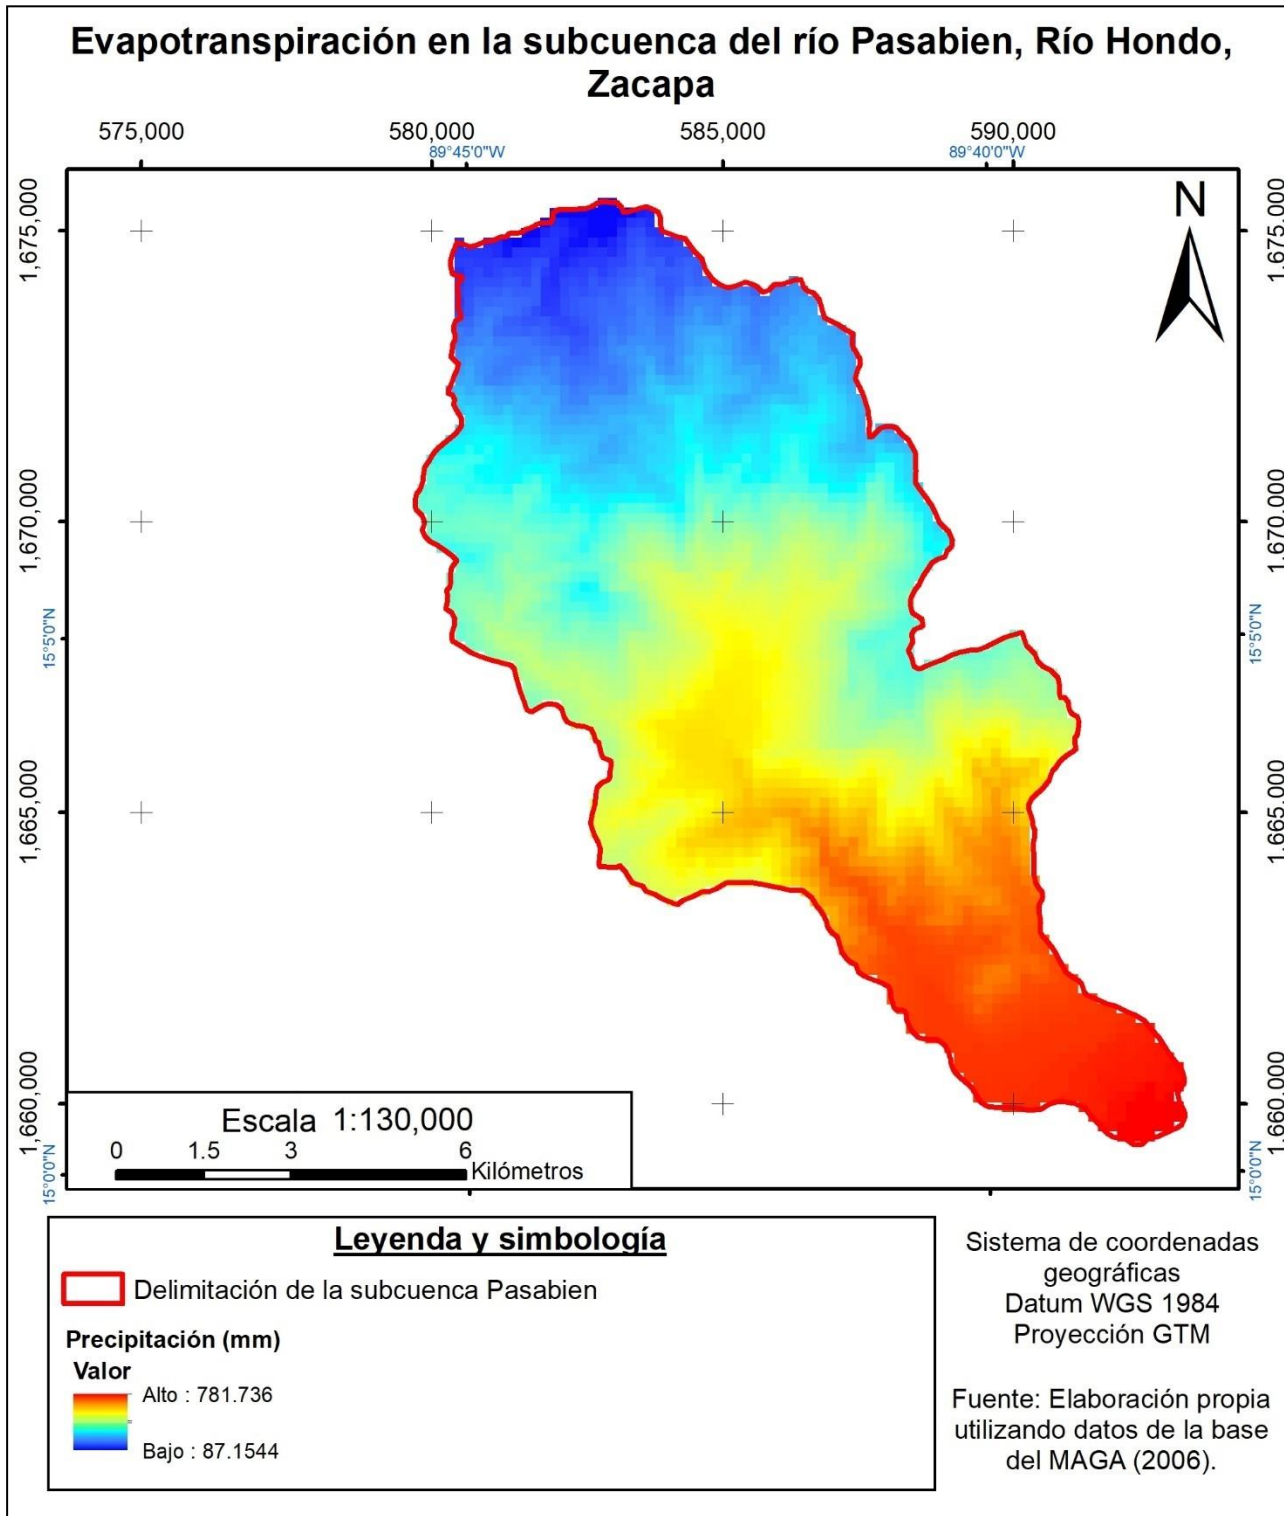 Evapotranspiración en la subcuenca del río Pasabien, Río Hondo,
Zacapa
575,000
580,000
585,000
590,000
89°45'0"W
89°40'0"W
N
1,675,000
1,675,000
1,670,000
1,670,000
15°5'0"N
15°5'0"N
1,665,000
1,665,000
1,660,000
1,660,000
15°0'0"N
15°0'0"N
Escala 1:130,000
0 1.5 3 6
Kilómetros
Leyenda y simbología
Delimitación de la subcuenca Pasabien
Precipitación (mm)
Valor
Alto : 781.736
Bajo : 87.1544
Sistema de coordenadas
geográficas
Datum WGS 1984
Proyección GTM
Fuente: Elaboración propia
utilizando datos de la base
del MAGA (2006).